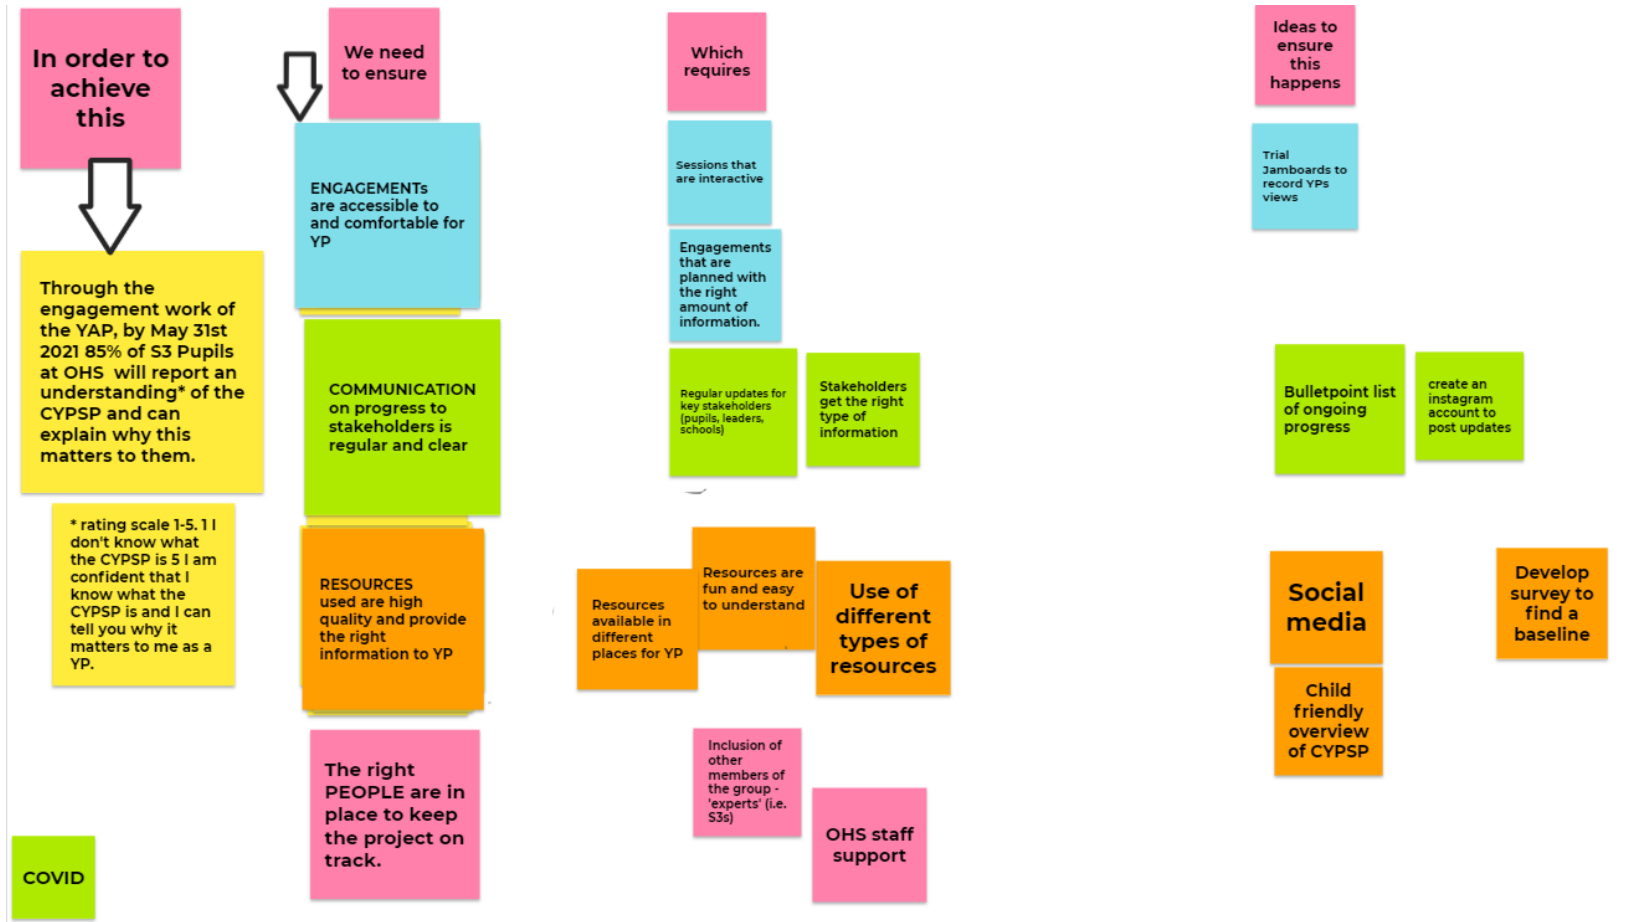 In order to
achieve
this
We need
to ensure
Which
requires
Ideas to
ensure
this
happens
Through the
engagement work of
the YAP, by May 31st
2021 85% of S3 Pupils
at OHS will report an
understanding* of the
CYPSP and can
explain why this
matters to them.
* rating scale 1-5. 1 I
don't know what
the CYPSP is 5 I am
confident that I
know what the
CYPSP is and I can
tell you why it
matters to me as a
YP.
COVID
ENGAGEMENTs
are accessible to
and comfortable for
YP
Sessions that
are interactive
Engagements
that are
planned with
the right
amount of
information.
Trial
Jamboards to
record YPs
views
COMMUNICATION
on progress to
stakeholders is
regular and clear
Regular updates for
key stakeholders
(pupils, leaders,
schools)
Stakeholders
get the right
type of
information
Bulletpoint list
of ongoing
progress
create an
instagram
account to
post updates
RESOURCES
used are high
quality and provide
the right
information to YP
Resources
available in
different
places for YP
Resources are
fun and easy
to understand
Use of
different
types of
resources
Social
media
Develop
survey to
find a
baseline
Child
friendly
overview
of CYPSP
The right
PEOPLE are in
place to keep
the project on
track.
Inclusion of
other
members of
the group -
'experts' (i.e.
S3s)
OHS staff
support